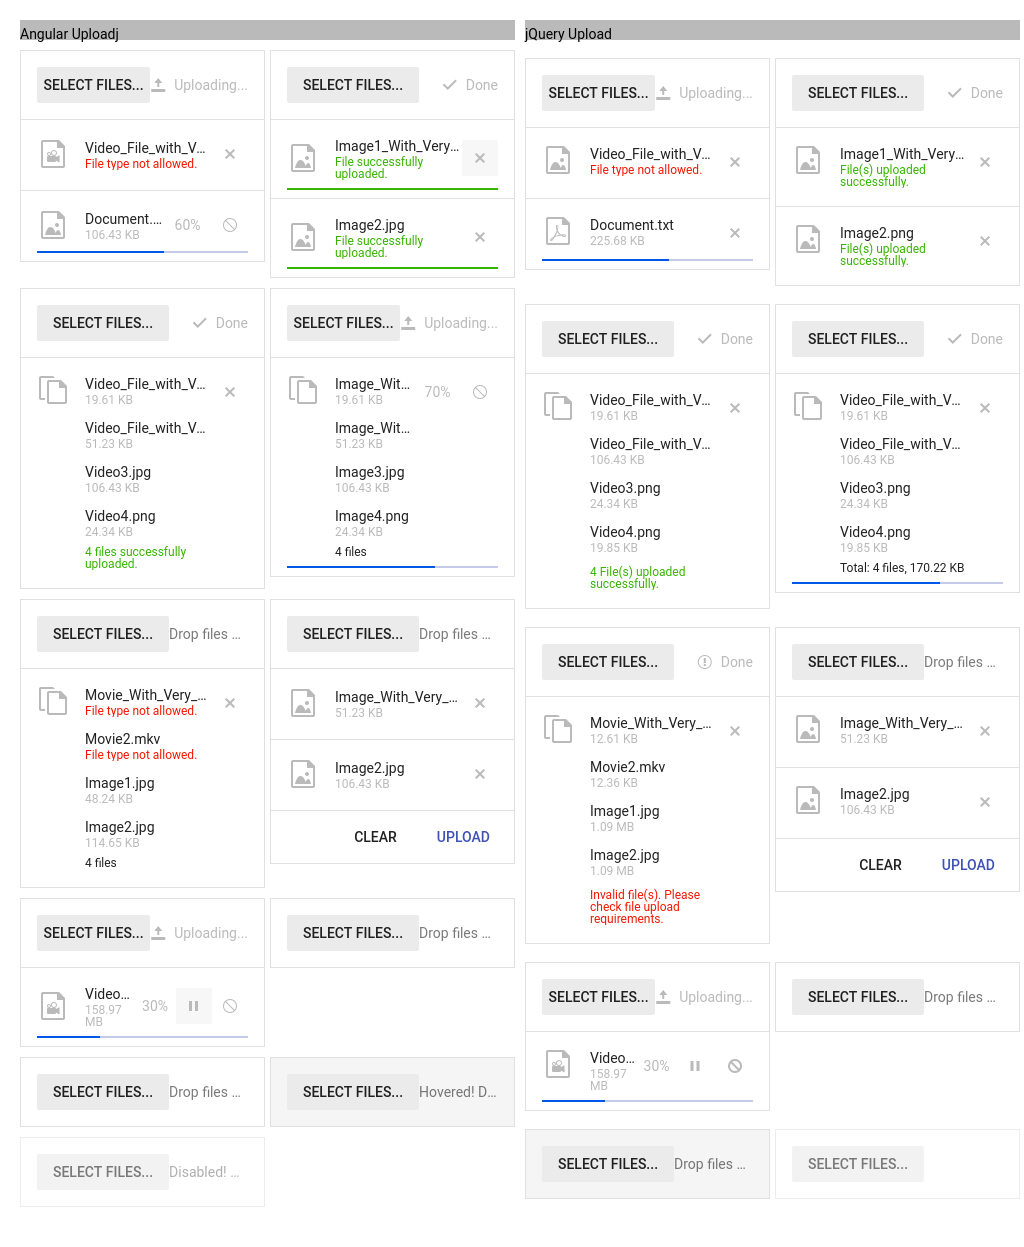 Angular Uploadj
SELECT FILES...
Uploading...
Video_File_with_V...
File type not allowed.
Document....
106.43 KB
60%
SELECT FILES...
Done
Image1_With_Very...
File successfully
uploaded.
Image2.jpg
File successfully
uploaded.
SELECT FILES...
Done
Video_File_with_V...
19.61 KB
Video_File_with_V...
51.23 KB
Video3.jpg
106.43 KB
Video4.png
24.34 KB
4 files successfully
uploaded.
SELECT FILES...
Uploading...
Image_Wit...
19.61 KB
70%
Image_Wit...
51.23 KB
Image3.jpg
106.43 KB
Image4.png
24.34 KB
4 files
SELECT FILES...
Drop files ...
Movie_With_Very_...
File type not allowed.
Movie2.mkv
File type not allowed.
Image1.jpg
48.24 KB
Image2.jpg
114.65 KB
4 files
SELECT FILES...
Drop files ...
Image_With_Very_...
51.23 KB
Image2.jpg
106.43 KB
CLEAR
UPLOAD
SELECT FILES...
Uploading...
Video...
158.97
MB
30%
SELECT FILES...
Drop files ...
SELECT FILES...
Drop files ...
SELECT FILES...
Hovered! D...
SELECT FILES...
Disabled! ...
jQuery Upload
SELECT FILES...
Uploading...
Video_File_with_V...
File type not allowed.
Document.txt
225.68 KB
SELECT FILES...
Done
Image1_With_Very...
File(s) uploaded
successfully.
Image2.png
File(s) uploaded
successfully.
SELECT FILES...
Done
Video_File_with_V...
19.61 KB
Video_File_with_V...
106.43 KB
Video3.png
24.34 KB
Video4.png
19.85 KB
4 File(s) uploaded
successfully.
SELECT FILES...
Done
Video_File_with_V...
19.61 KB
Video_File_with_V...
106.43 KB
Video3.png
24.34 KB
Video4.png
19.85 KB
Total: 4 files, 170.22 KB
SELECT FILES...
Done
Movie_With_Very_...
12.61 KB
Movie2.mkv
12.36 KB
Image1.jpg
1.09 MB
Image2.jpg
1.09 MB
Invalid file(s). Please
check file upload
requirements.
SELECT FILES...
Drop files ...
Image_With_Very_...
51.23 KB
Image2.jpg
106.43 KB
CLEAR
UPLOAD
SELECT FILES...
Uploading...
Video...
158.97
MB
30%
SELECT FILES...
Drop files ...
SELECT FILES...
Drop files ...
SELECT FILES...